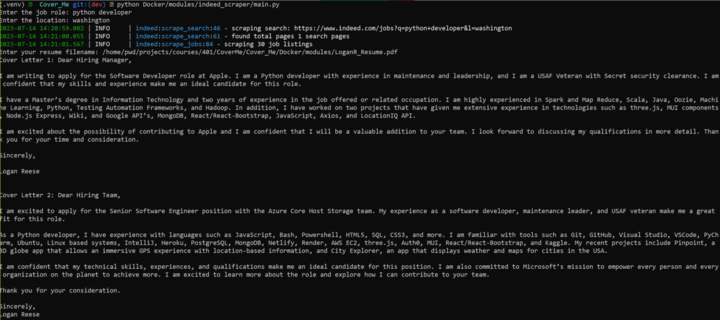 (.venv) Cover_Me git:(dev) python Docker/modules/indeed_scraper/main.py
Enter the job role: python developer
Enter the location: washington
2023-07-14 14:20:59.002 | INFO | indeed:scrape_search:46 - scraping search: https://www.indeed.com/jobs?q=python+developer&l=washington
2023-07-14 14:21:00.055 | INFO | indeed:scrape_search:61 - found total pages 1 search pages
2023-07-14 14:21:01.567 | INFO | indeed:scrape_jobs:84 - scraping 30 job listings
Enter your resume filename: /home/pwd/projects/courses/401/CoverMe/Cover_Me/Docker/modules/LoganR_Resume.pdf
Cover Letter 1: Dear Hiring Manager,
I am writing to apply for the Software Developer role at Apple. I am a Python developer with experience in maintenance and leadership, and I am a USAF Veteran with Secret security clearance. I am
confident that my skills and experience make me an ideal candidate for this role.
I have a Master's degree in Information Technology and two years of experience in the job offered or related occupation. I am highly experienced in Spark and Map Reduce, Scala, Java, Oozie, Machi
ne Learning, Python, Testing Automation Frameworks, and Hadoop. In addition, I have worked on two projects that have given me extensive experience in technologies such as three.js, MUI components
, Node.js Express, Wiki, and Google API's, MongoDB, React/React-Bootstrap, JavaScript, Axios, and LocationIQ API.
I am excited about the possibility of contributing to Apple and I am confident that I will be a valuable addition to your team. I look forward to discussing my qualifications in more detail. Than
k you for your time and consideration.
Sincerely,
Logan Reese
Cover Letter 2: Dear Hiring Team,
I am excited to apply for the Senior Software Engineer position with the Azure Core Host Storage team. My experience as a software developer, maintenance leader, and USAF veteran make me a great
fit for this role.
As a Python developer, I have experience with languages such as JavaScript, Bash, Powershell, HTML5, SQL, CSS3, and more. I am familiar with tools such as Git, GitHub, Visual Studio, VSCode, PyCh
arm, Ubuntu, Linux based systems, IntelliJ, Heroku, PostgreSQL, MongoDB, Netlify, Render, AWS EC2, three.js, Auth0, MUI, React/React-Bootstrap, and Kaggle. My recent projects include Pinpoint, a
3D globe app that allows an immersive GPS experience with location-based information, and City Explorer, an app that displays weather and maps for cities in the USA.
I am confident that my technical skills, experiences, and qualifications make me an ideal candidate for this position. I am also committed to Microsoft's mission to empower every person and every
organization on the planet to achieve more. I am excited to learn more about the role and explore how I can contribute to your team.
Thank you for your consideration.
Sincerely,
Logan Reese